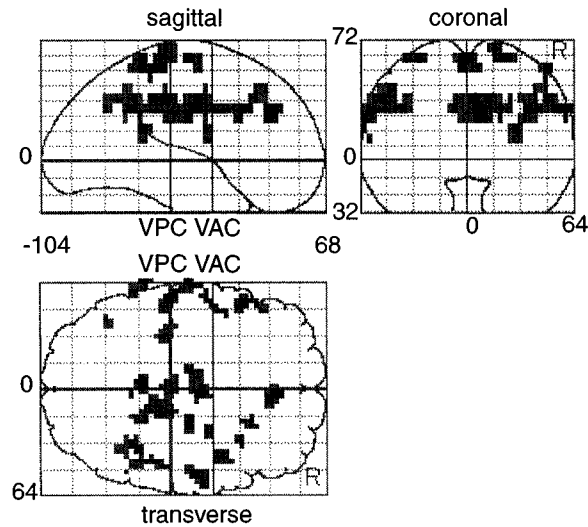 sagittal
coronal
72
R
0
0
32
VPC VAC
-104
68
0
64
VPC VAC
0
64
R
transverse